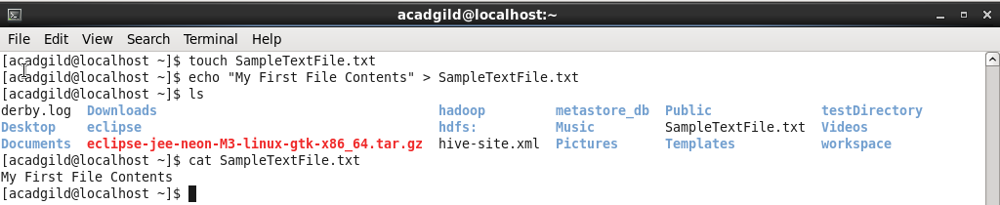 acadgild@localhost:~
File Edit View Search Terminal Help
[acadgild@localhost ~]$ touch SampleTextFile.txt
[acadgild@localhost ~]$ echo "My First File Contents" > SampleTextFile.txt
[acadgild@localhost ~]$ ls
derby.log  Downloads                                    hadoop         metastore_db  Public              testDirectory
Desktop    eclipse                                      hdfs:          Music         SampleTextFile.txt  Videos
Documents  eclipse-jee-neon-M3-linux-gtk-x86_64.tar.gz  hive-site.xml  Pictures      Templates           workspace
[acadgild@localhost ~]$ cat SampleTextFile.txt
My First File Contents
[acadgild@localhost ~]$